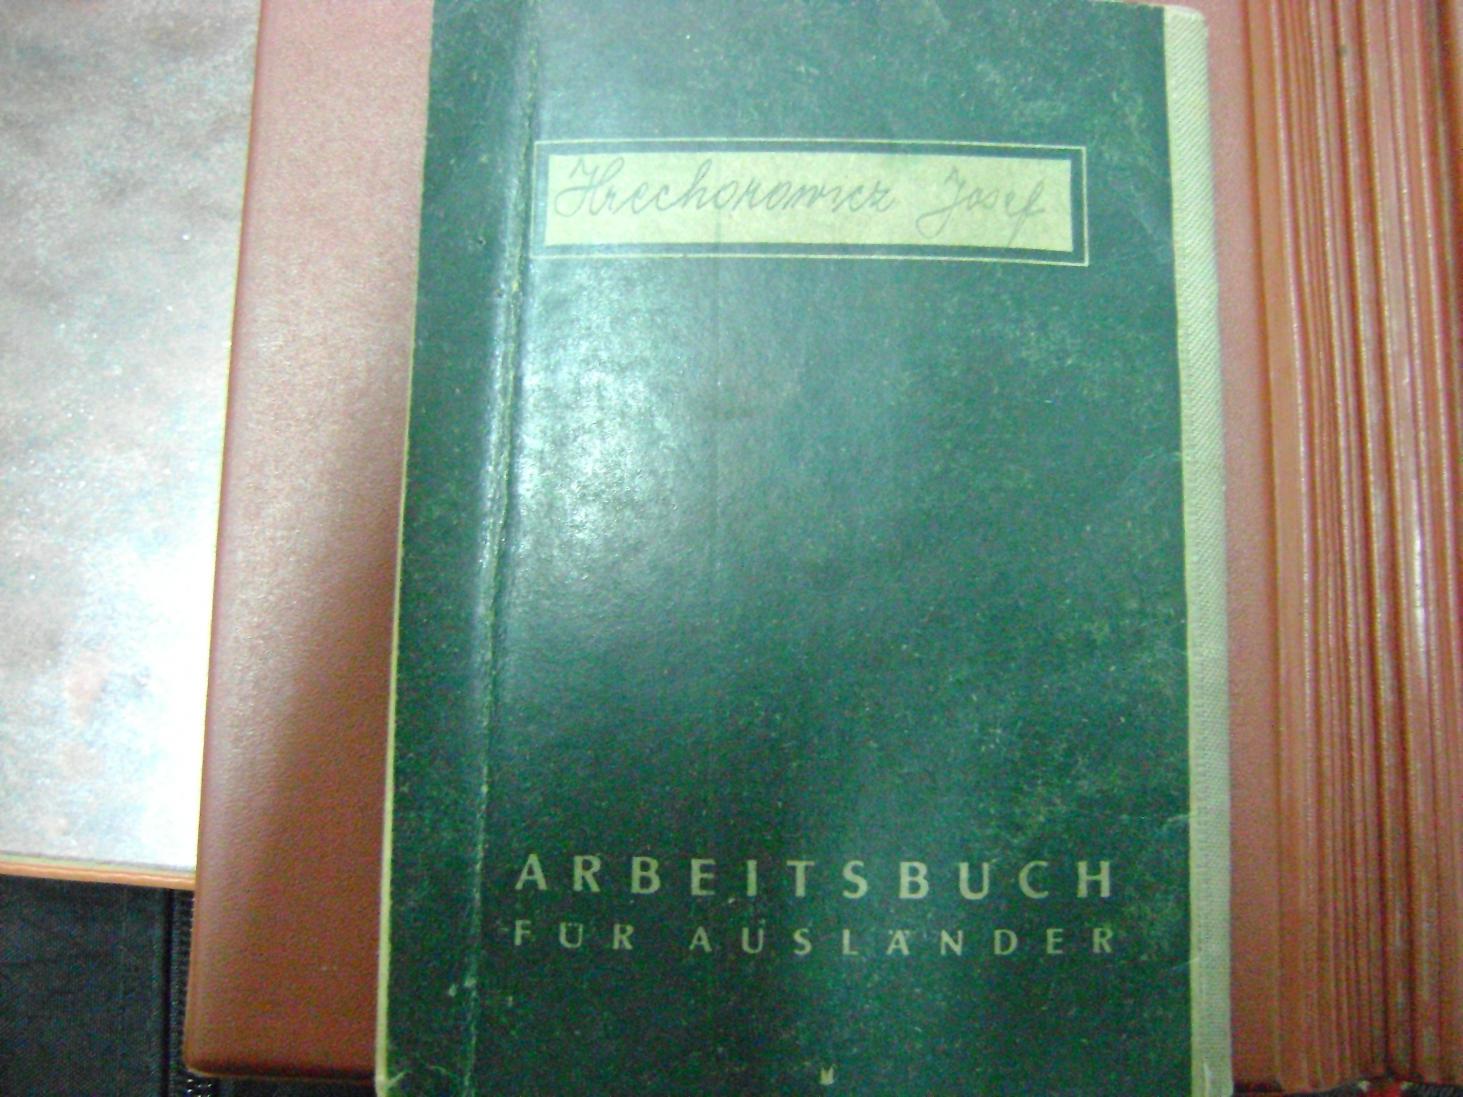 Hrechorowicz Josef
ARBEITSBUCH
FÜR AUSLÄNDER